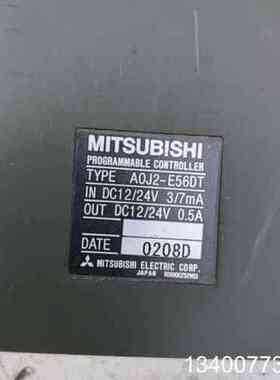 MITSUBISHI
PROGRAMMABLE CONTROLLER
TYPE A0J2-E56DT
IN DC12/24V 3/7mA
OUT DC12/24V 0.5A
DATE 0208D
MITSUBISHI ELECTRIC CORP.
JAPAN
13400773